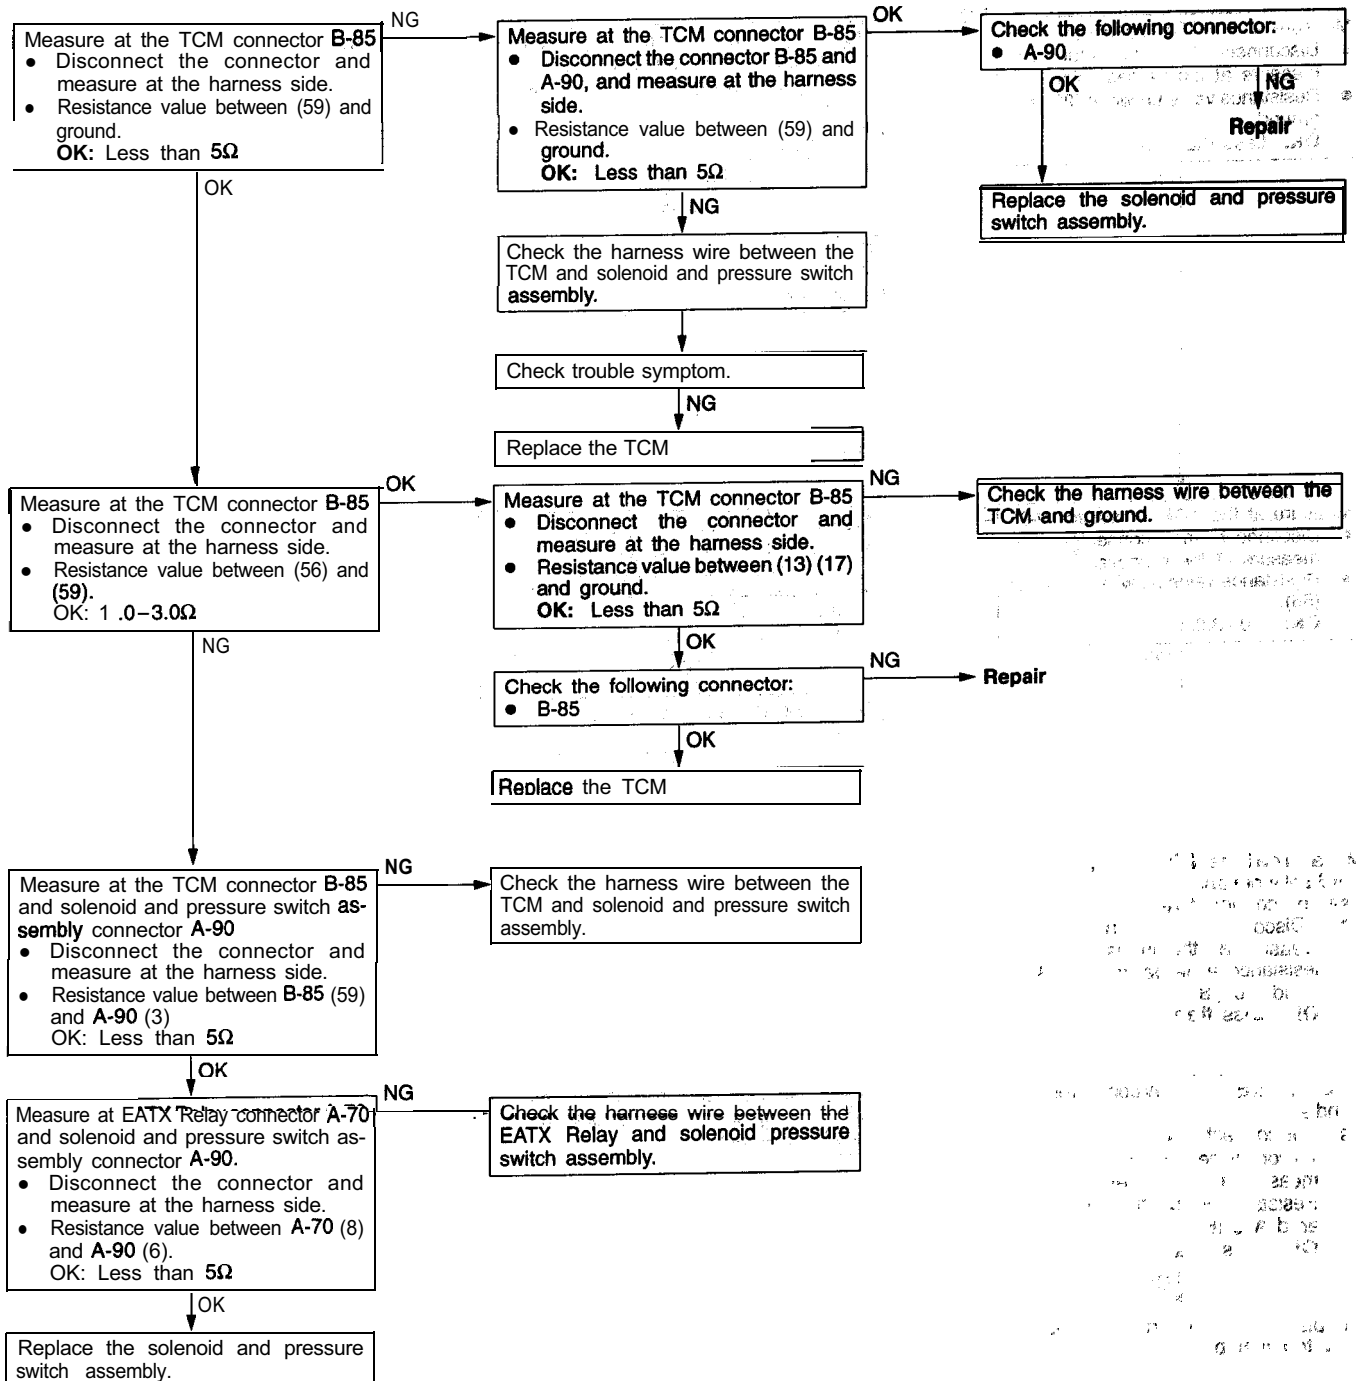 Measure at the TCM connector B-85
● Disconnect the connector and
measure at the harness side.
● Resistance value between (59) and
ground.
OK: Less than 5Ω
NG
Measure at the TCM connector B-85
● Disconnect the connector B-85 and
A-90, and measure at the harness
side.
● Resistance value between (59) and
ground.
OK: Less than 5Ω
OK
Check the following connector:
● A-90
OK
NG
Repair
Replace the solenoid and pressure
switch assembly.
OK
NG
Check the harness wire between the
TCM and solenoid and pressure switch
assembly.
Check trouble symptom.
NG
Replace the TCM
Measure at the TCM connector B-85
● Disconnect the connector and
measure at the harness side.
● Resistance value between (56) and
(59).
OK: 1 .0–3.0Ω
OK
Measure at the TCM connector B-85
● Disconnect the connector and
measure at the harness side.
● Resistance value between (13) (17)
and ground.
OK: Less than 5Ω
NG
Check the harness wire between the
TCM and ground.
NG
OK
Check the following connector:
● B-85
NG
Repair
OK
Replace the TCM
Measure at the TCM connector B-85
and solenoid and pressure switch as-
sembly connector A-90
● Disconnect the connector and
measure at the harness side.
● Resistance value between B-85 (59)
and A-90 (3)
OK: Less than 5Ω
NG
Check the harness wire between the
TCM and solenoid and pressure switch
assembly.
OK
Measure at EATX Relay connector A-70
and solenoid and pressure switch as-
sembly connector A-90.
● Disconnect the connector and
measure at the harness side.
● Resistance value between A-70 (8)
and A-90 (6).
OK: Less than 5Ω
NG
Check the harness wire between the
EATX Relay and solenoid pressure
switch assembly.
OK
Replace the solenoid and pressure
switch assembly.